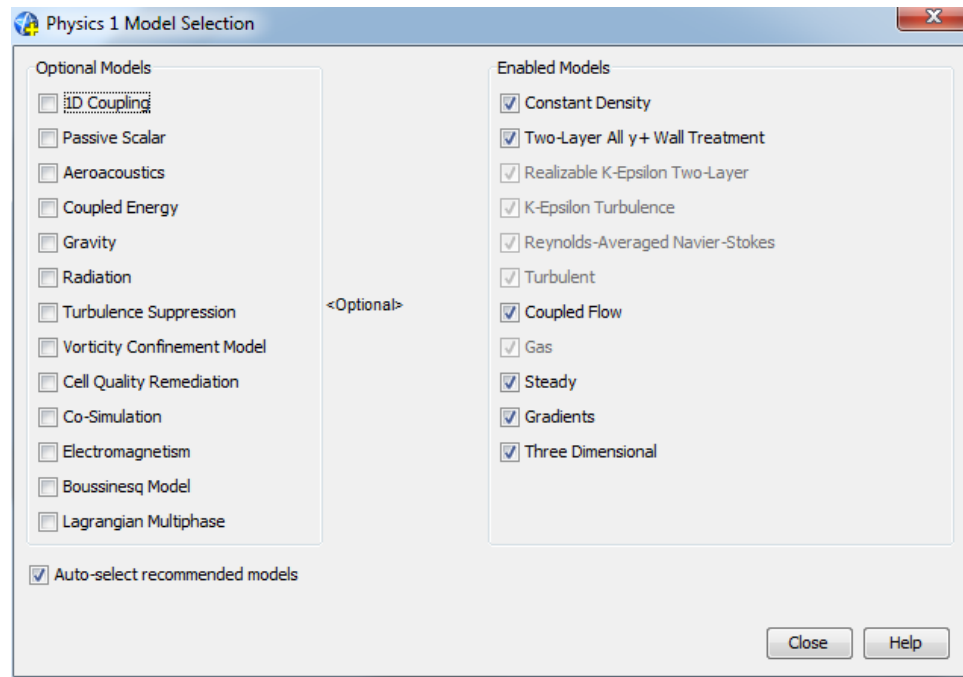 Physics 1 Model Selection
Optional Models
1D Coupling
Passive Scalar
Aeroacoustics
Coupled Energy
Gravity
Radiation
Turbulence Suppression
Vorticity Confinement Model
Cell Quality Remediation
Co-Simulation
Electromagnetism
Boussinesq Model
Lagrangian Multiphase
<Optional>
Enabled Models
Constant Density
Two-Layer All y+ Wall Treatment
Realizable K-Epsilon Two-Layer
K-Epsilon Turbulence
Reynolds-Averaged Navier-Stokes
Turbulent
Coupled Flow
Gas
Steady
Gradients
Three Dimensional
Auto-select recommended models
Close
Help